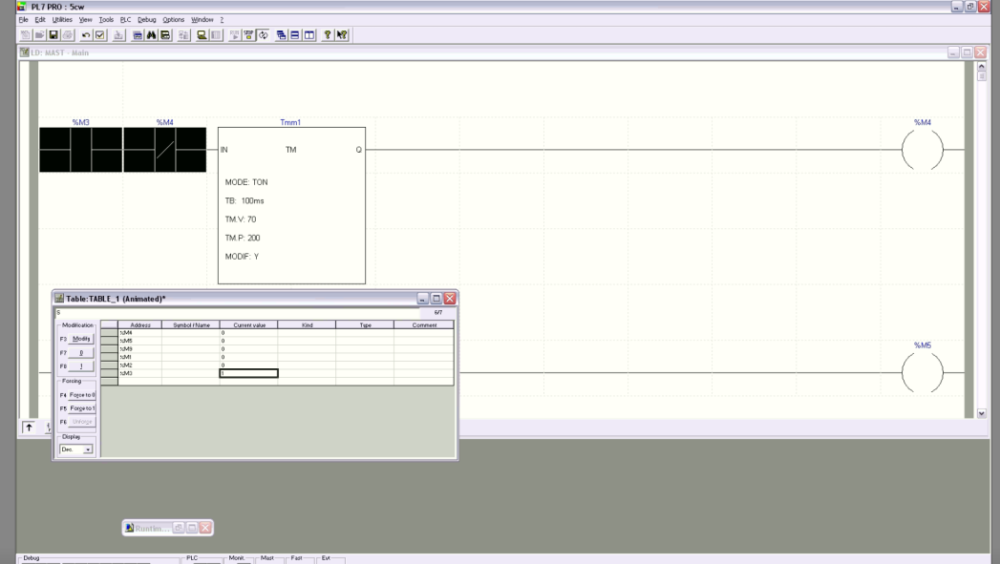 PL7 PRO : 5cw
File Edit Utilities View Tools PLC Debug Options Window ?
LD: MAST - Main
%M3 %M4 Tmm1 %M4
IN TM Q
MODE: TON
TB: 100ms
TM.V: 70
TM.P: 200
MODIF: Y
Table:TABLE_1 (Animated)*
6/7
Modification
Address Symbol / Name Current value Kind Type Comment
%M4 0
%M5 0
F3 Modify
%M9 0
F7 0
%M1 0
F8 1
%M2 0
%M3 1
Forcing
F4 Force to 0
F5 Force to 1
F6 Unforce
Display
Dec.
%M5
Runtim...
Debug PLC Monit. Mast Fast Evt